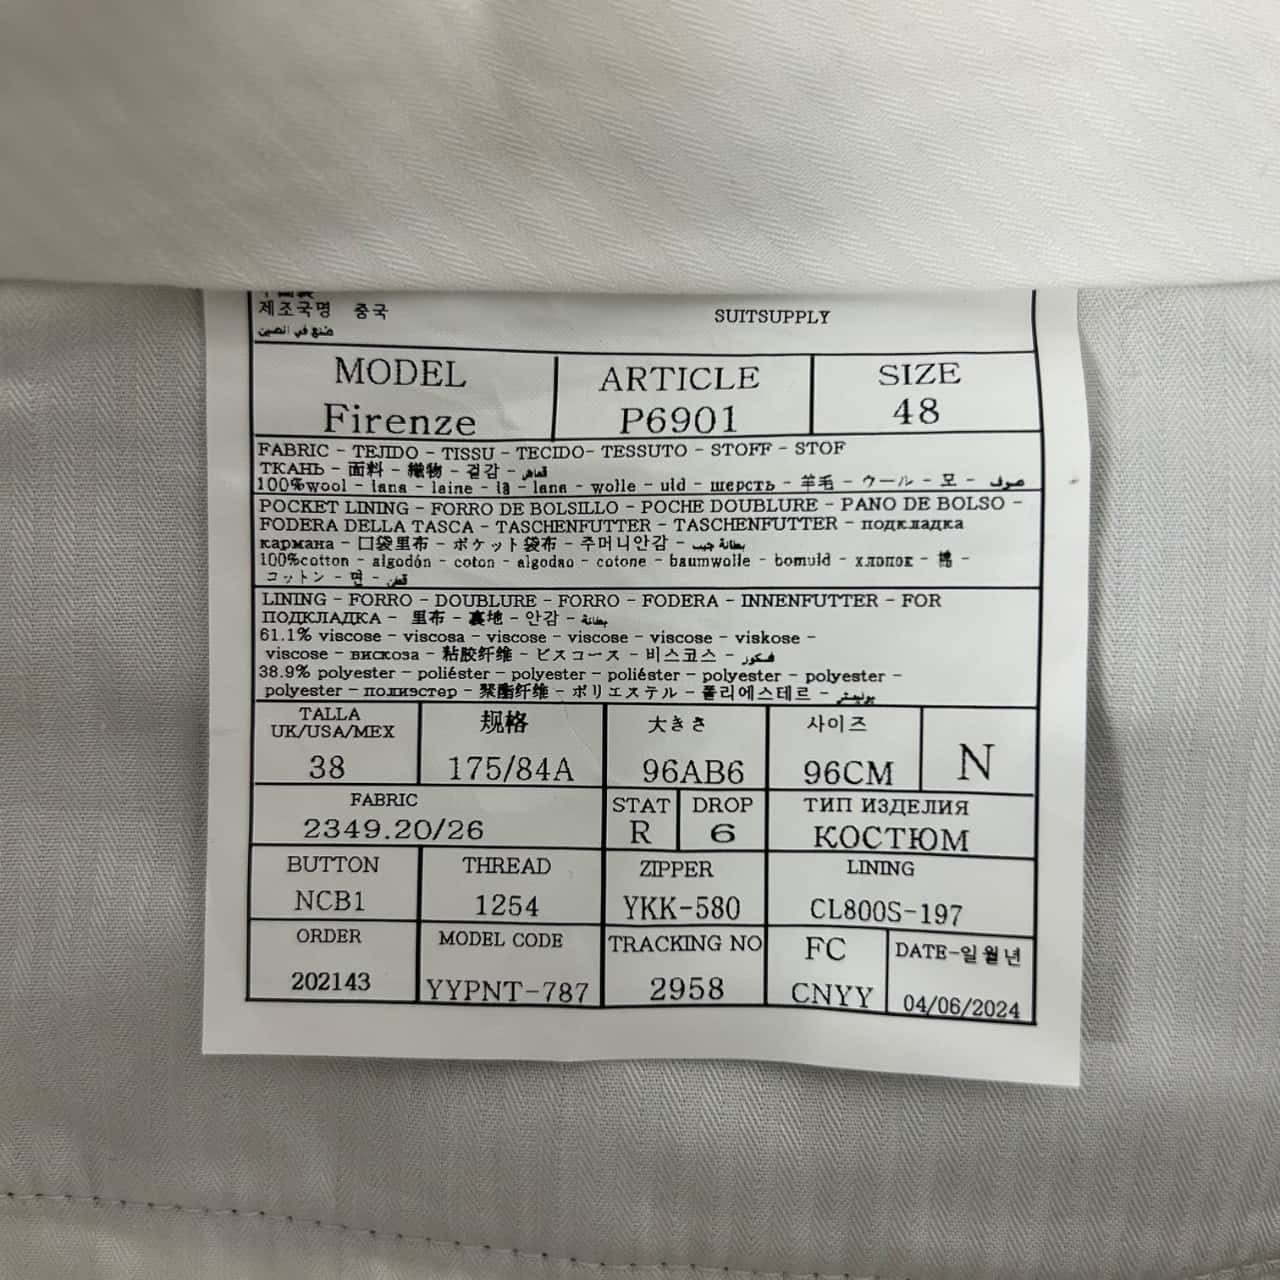 제조국명 중국
SUITSUPPLY
صنع في الصين
MODEL
Firenze
ARTICLE
P6901
SIZE
48
FABRIC - TEJIDO - TISSU - TECIDO- TESSUTO - STOFF - STOF
ТКАНЬ - 面料 - 織物 - 겉감 - قماش
100%wool - lana - laine - lã - lana - wolle - uld - шерсть - 羊毛 - ウール - 모 - صوف
POCKET LINING - FORRO DE BOLSILLO - POCHE DOUBLURE - PANO DE BOLSO -
FODERA DELLA TASCA - TASCHENFUTTER - TASCHENFUTTER - подкладка
кармана - 口袋里布 - ポケット袋布 - 주머니안감 - بطانة جيب
100%cotton - algodón - coton - algodao - cotone - baumwolle - bomuld - хлопок - 棉 -
コットン - 면 - قطن
LINING - FORRO - DOUBLURE - FORRO - FODERA - INNENFUTTER - FOR
ПОДКЛАДКА - 里布 - 裏地 - 안감 - بطانة
61.1% viscose - viscosa - viscose - viscose - viscose - viskose -
viscose - вискоза - 粘胶纤维 - ビスコース - 비스코스 - فسكوز
38.9% polyester - poliéster - polyester - poliéster - polyester - polyester -
polyester - полиэстер - 聚酯纤维 - ポリエステル - 폴리에스테르 -
TALLA
UK/USA/MEX
38
规格
175/84A
大きさ
96AB6
사이즈
96CM
N
FABRIC
2349.20/26
STAT
R
DROP
6
ТИП ИЗДЕЛИЯ
КОСТЮМ
BUTTON
NCB1
THREAD
1254
ZIPPER
YKK-580
LINING
CL800S-197
ORDER
202143
MODEL CODE
YYPNT-787
TRACKING NO
2958
FC
CNYY
DATE-일월년
04/06/2024